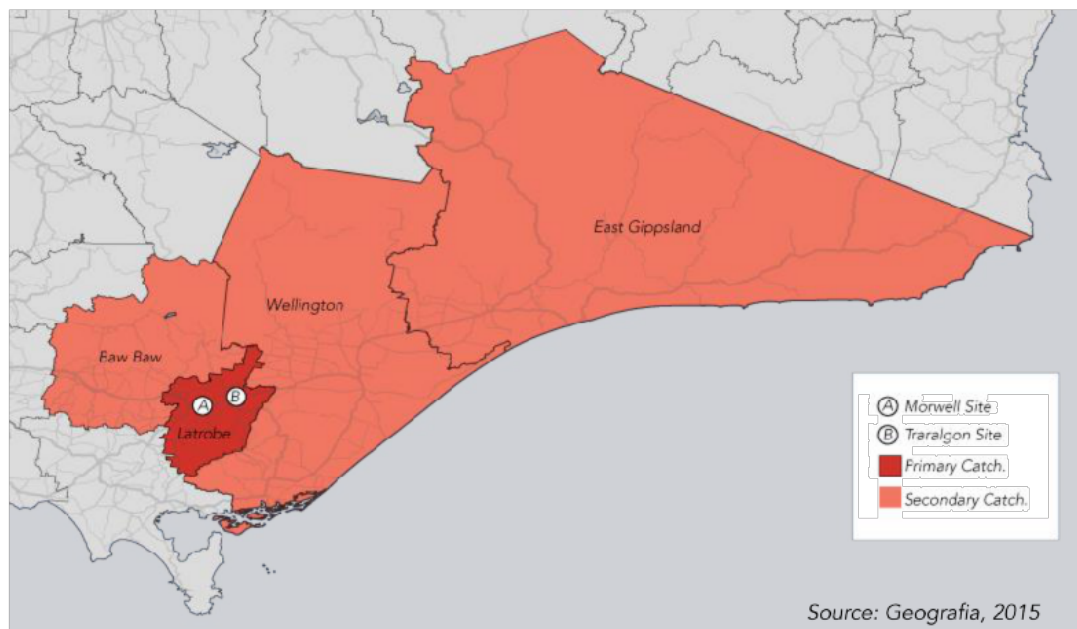 East Gippsland
Wellington
Baw Baw
A
B
Latrobe
A Morwell Site
B Traralgon Site
Primary Catch.
Secondary Catch.
Source: Geografia, 2015